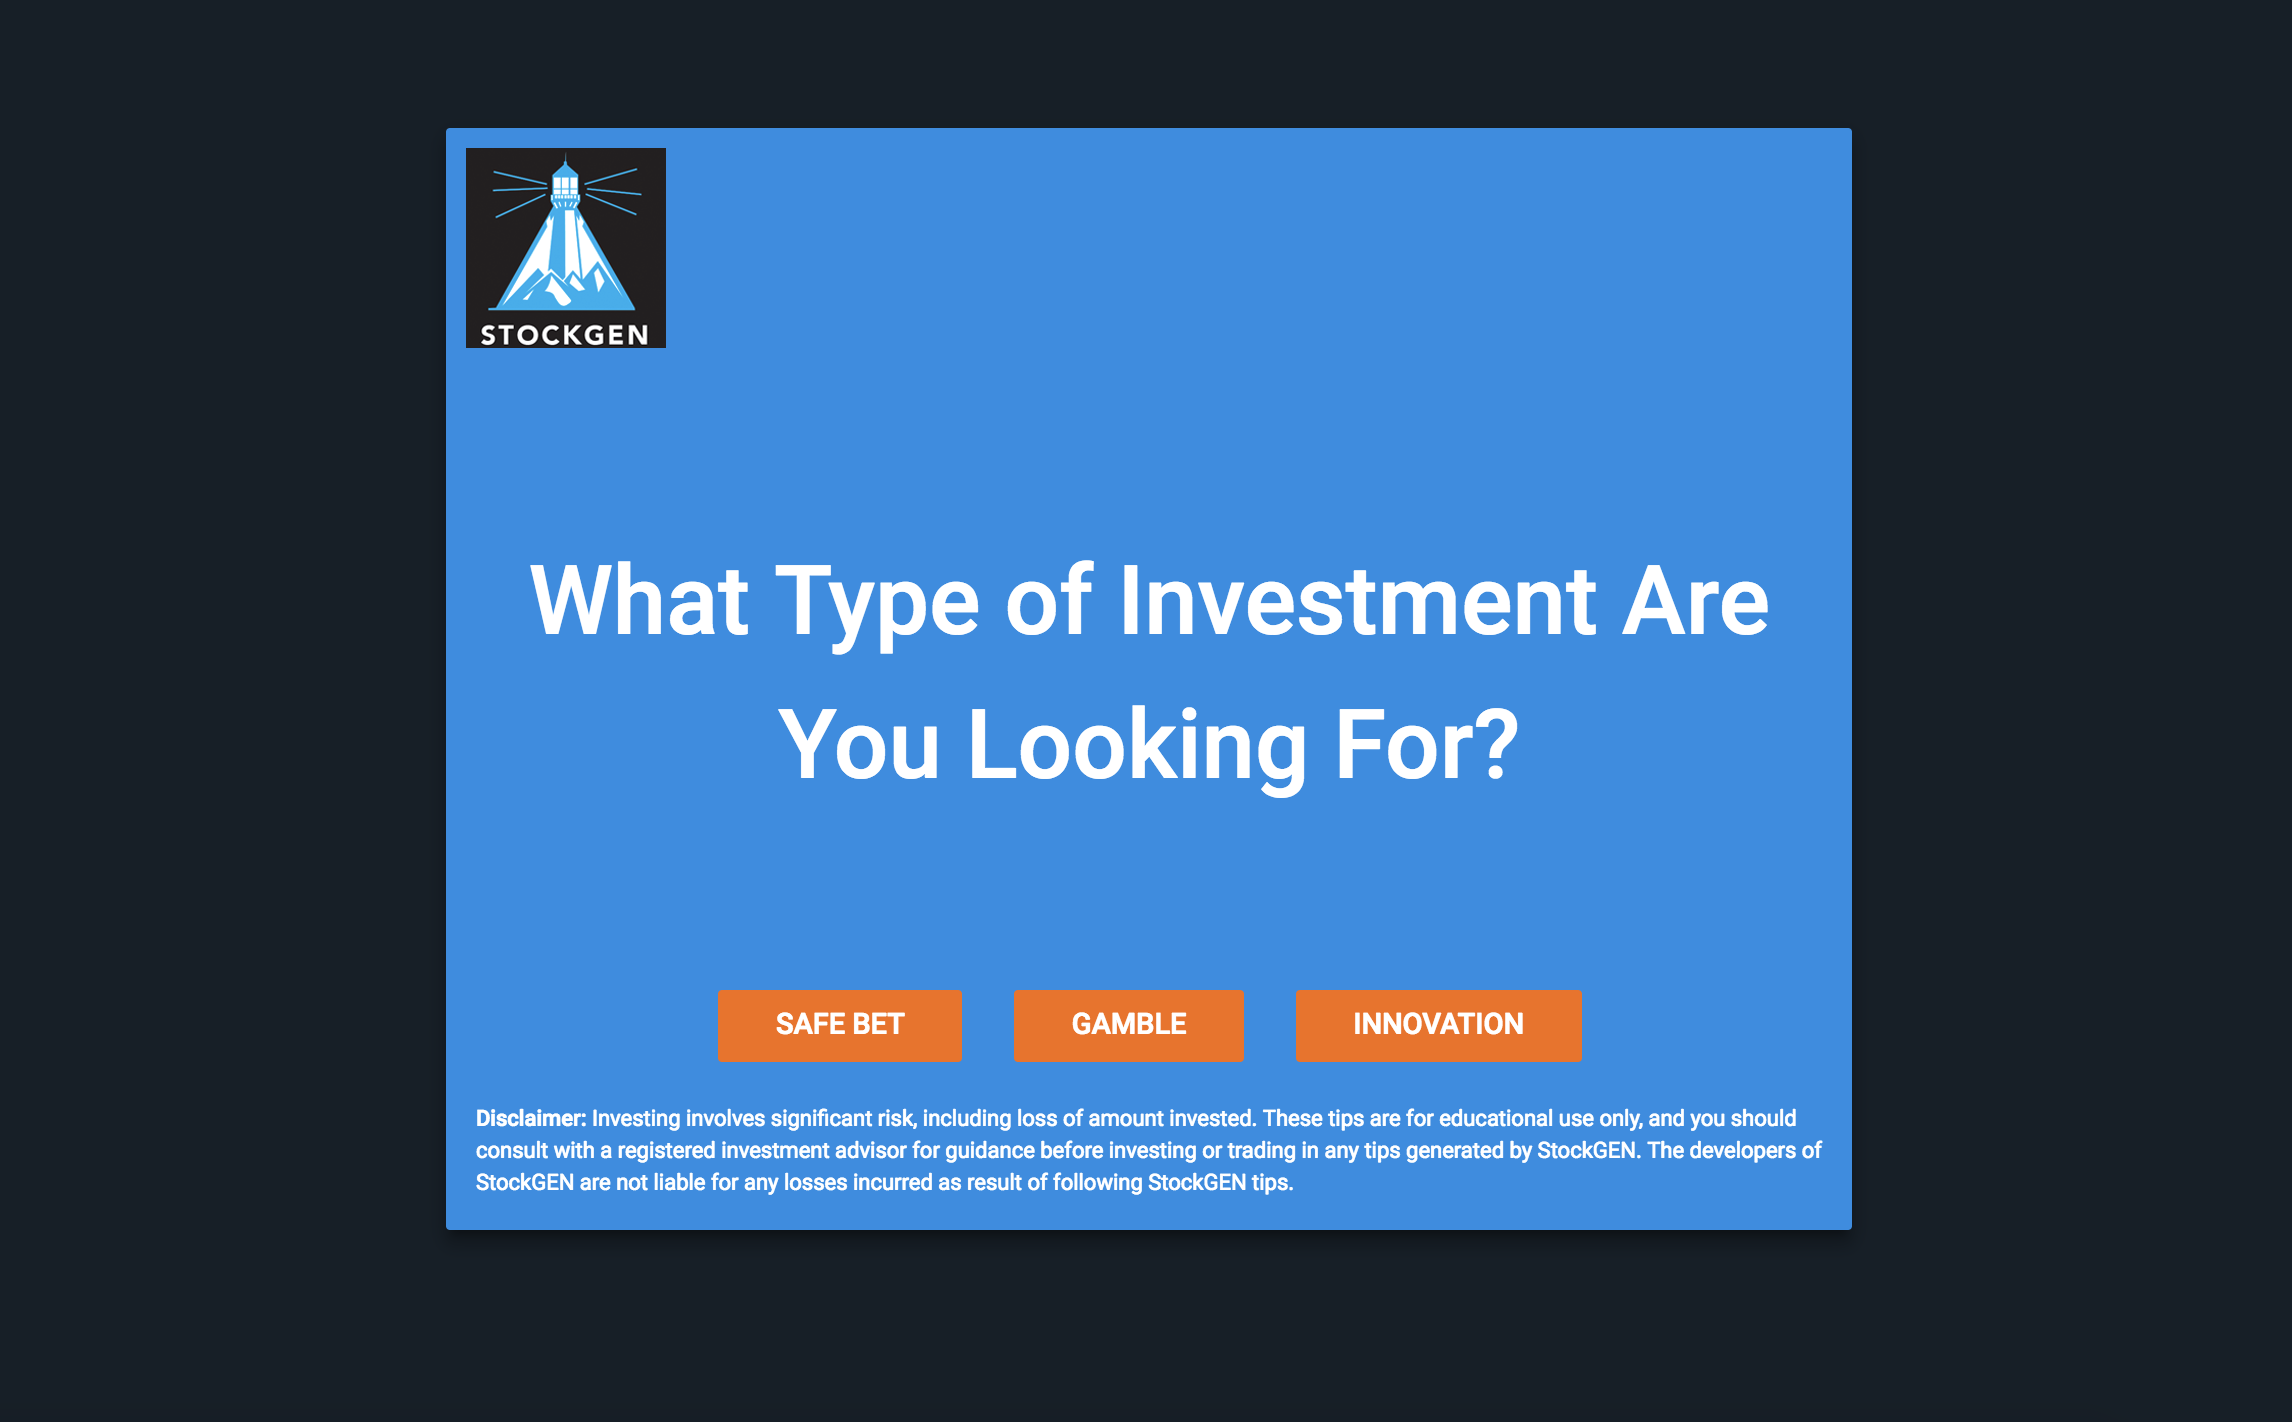 STOCKGEN
What Type of Investment Are
You Looking For?
SAFE BET
GAMBLE
INNOVATION
Disclaimer: Investing involves significant risk, including loss of amount invested. These tips are for educational use only, and you should
consult with a registered investment advisor for guidance before investing or trading in any tips generated by StockGEN. The developers of
StockGEN are not liable for any losses incurred as result of following StockGEN tips.